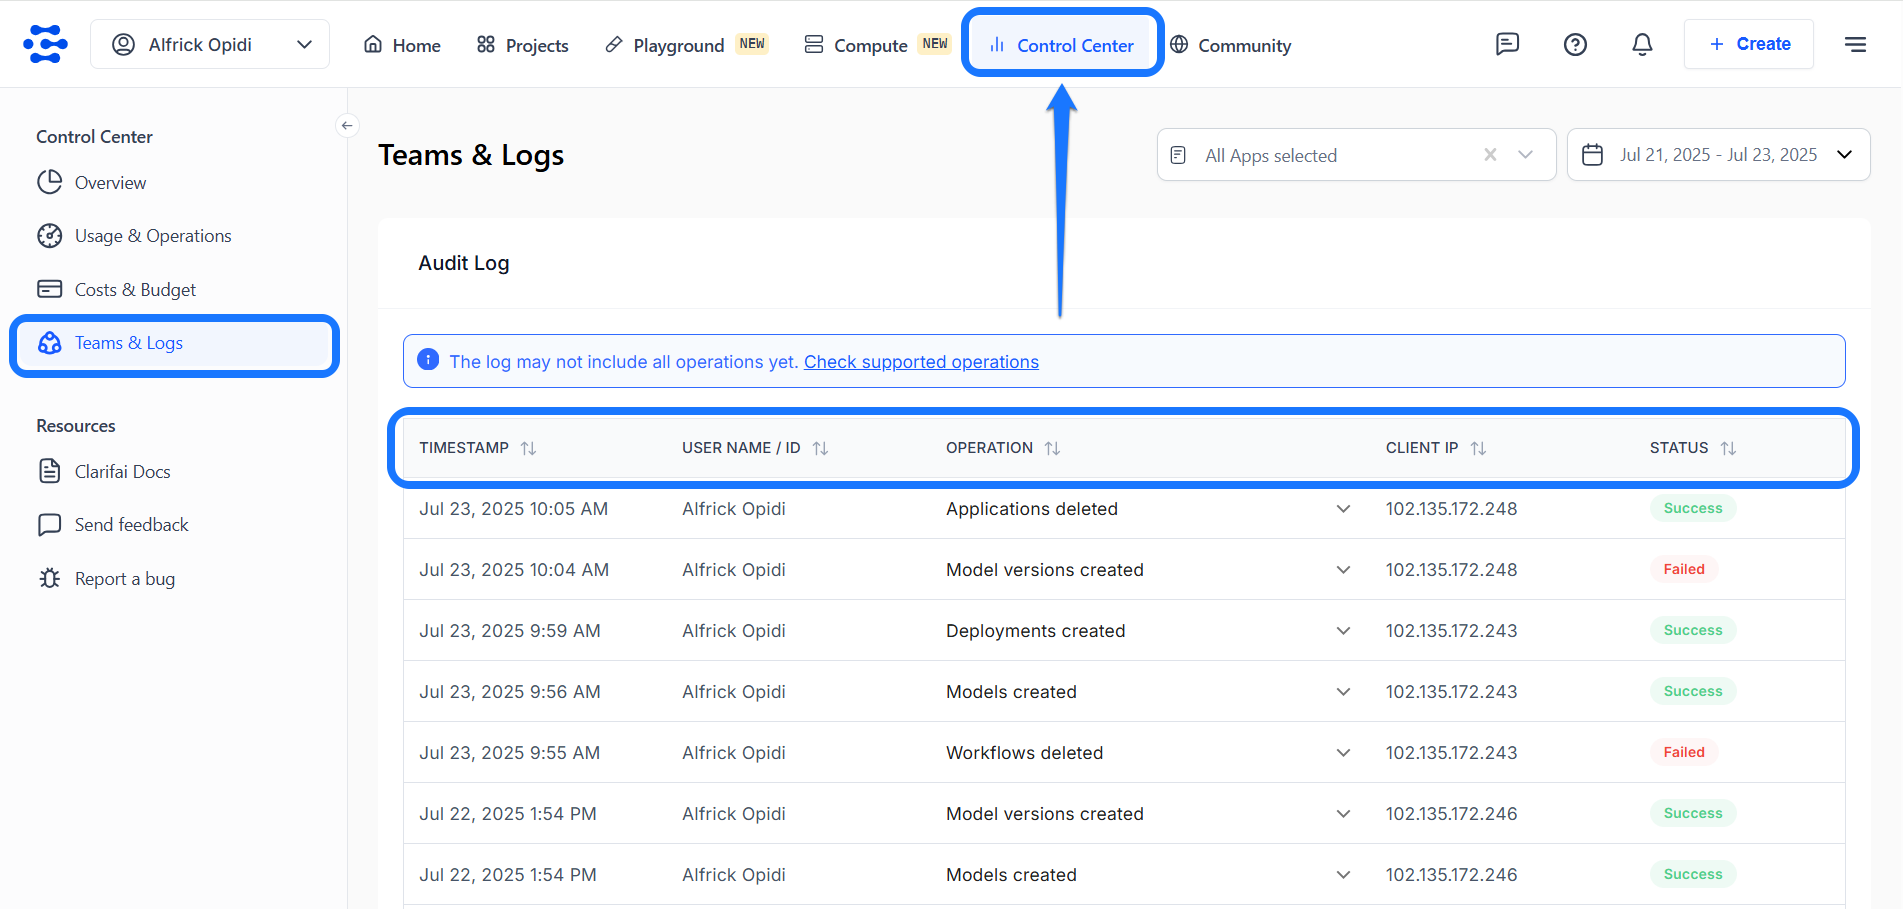 Alfrick Opidi
Home
Projects
Playground NEW
Compute NEW
Control Center
Community
+ Create
Control Center
Overview
Usage & Operations
Costs & Budget
Teams & Logs
Resources
Clarifai Docs
Send feedback
Report a bug
Teams & Logs
All Apps selected
Jul 21, 2025 - Jul 23, 2025
Audit Log
The log may not include all operations yet. Check supported operations
TIMESTAMP USER NAME / ID OPERATION CLIENT IP STATUS
Jul 23, 2025 10:05 AM Alfrick Opidi Applications deleted 102.135.172.248 Success
Jul 23, 2025 10:04 AM Alfrick Opidi Model versions created 102.135.172.248 Failed
Jul 23, 2025 9:59 AM Alfrick Opidi Deployments created 102.135.172.243 Success
Jul 23, 2025 9:56 AM Alfrick Opidi Models created 102.135.172.243 Success
Jul 23, 2025 9:55 AM Alfrick Opidi Workflows deleted 102.135.172.243 Failed
Jul 22, 2025 1:54 PM Alfrick Opidi Model versions created 102.135.172.246 Success
Jul 22, 2025 1:54 PM Alfrick Opidi Models created 102.135.172.246 Success